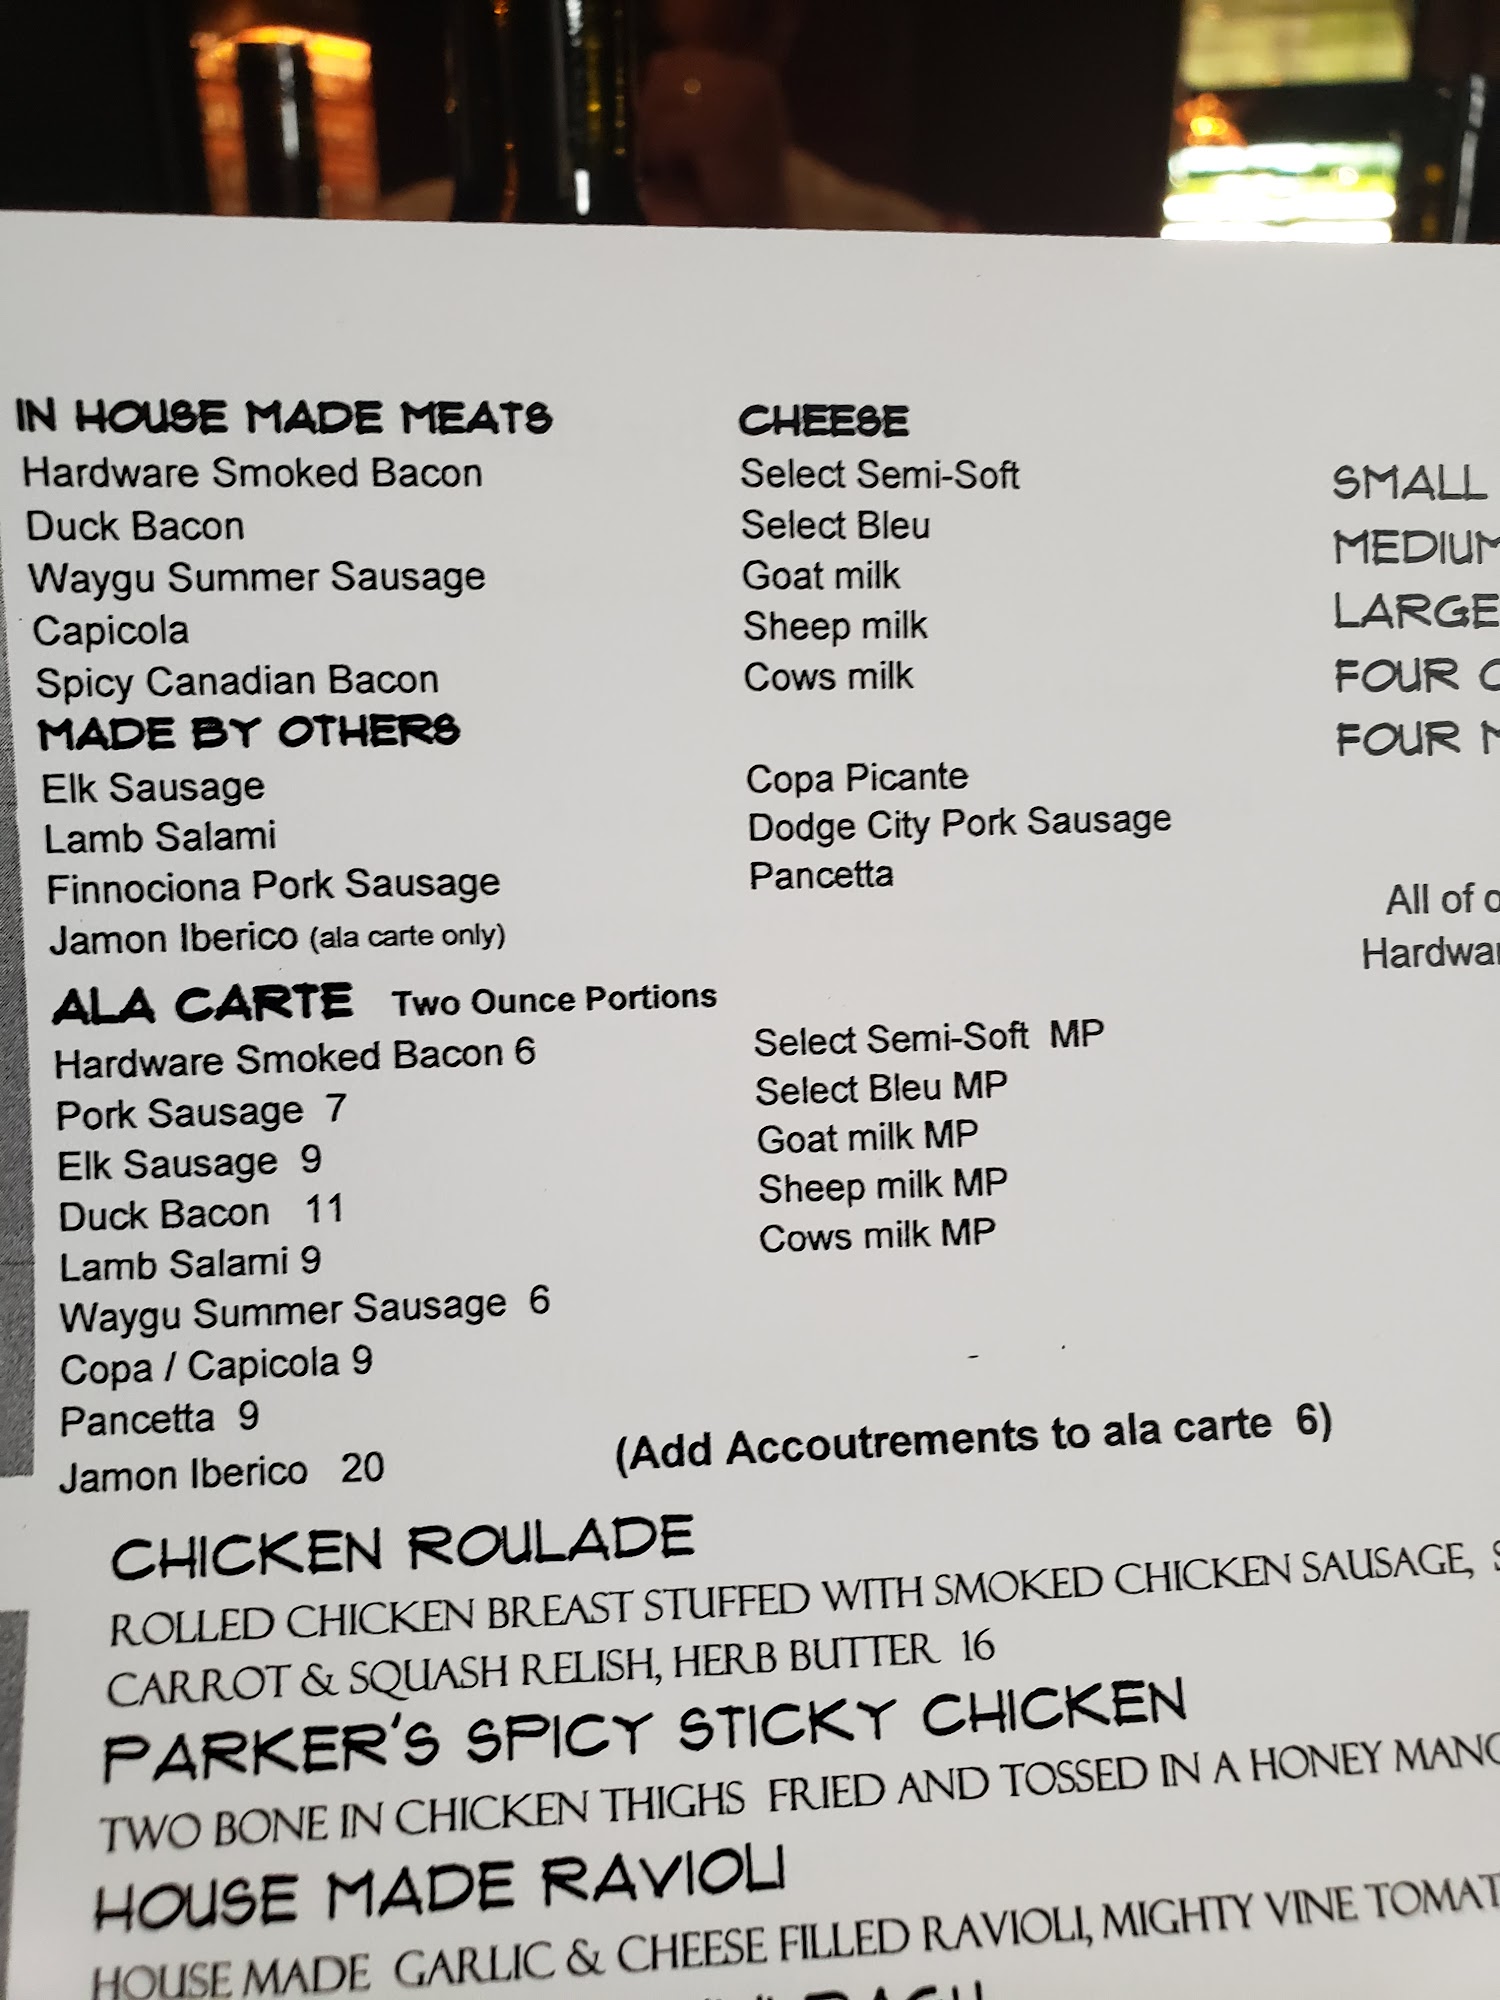 IN HOUSE MADE MEATS
Hardware Smoked Bacon
Duck Bacon
Waygu Summer Sausage
Capicola
Spicy Canadian Bacon
CHEESE
Select Semi-Soft
Select Bleu
Goat milk
Sheep milk
Cows milk
SMALL
MEDIUM
LARGE
FOUR
FOUR
MADE BY OTHERS
Elk Sausage
Lamb Salami
Finnociona Pork Sausage
Jamon Iberico (ala carte only)
Copa Picante
Dodge City Pork Sausage
Pancetta
All of
ALA CARTE Two Ounce Portions
Hardware Smoked Bacon 6
Pork Sausage 7
Elk Sausage 9
Duck Bacon 11
Lamb Salami 9
Waygu Summer Sausage 6
Copa / Capicola 9
Pancetta 9
Jamon Iberico 20
Select Semi-Soft MP
Select Bleu MP
Goat milk MP
Sheep milk MP
Cows milk MP
(Add Accoutrements to ala carte 6)
CHICKEN ROULADE
ROLLED CHICKEN BREAST STUFFED WITH SMOKED CHICKEN SAUSAGE,
CARROT & SQUASH RELISH, HERB BUTTER 16
PARKER'S SPICY STICKY CHICKEN
TWO BONE IN CHICKEN THIGHS FRIED AND TOSSED IN A HONEY
HOUSE MADE RAVIOLI
HOUSE MADE GARLIC & CHEESE FILLED RAVIOLI, MIGHTY VINE